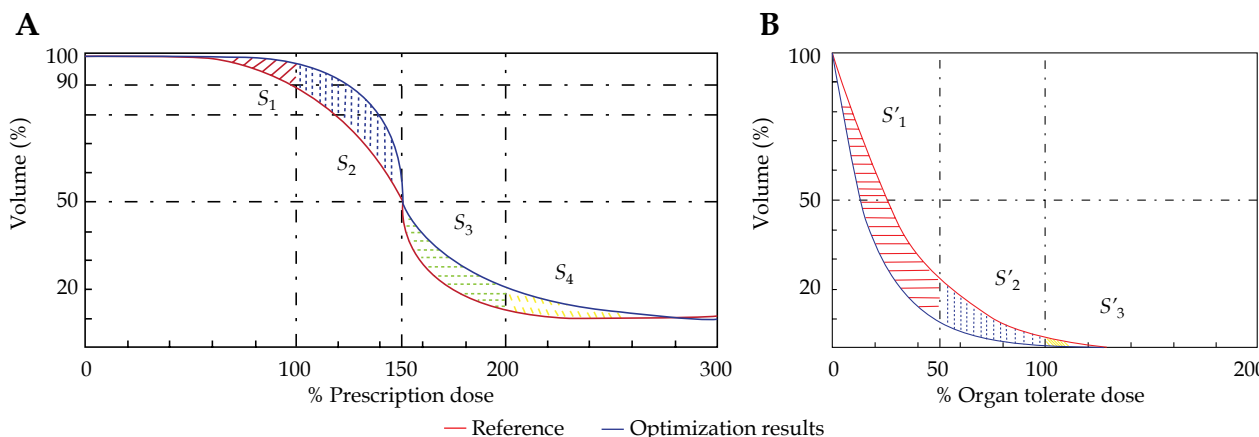 A
Volume (%)
100
90
50
20
S1
S2
S3
S4
0
100
150
200
300
% Prescription dose
B
Volume (%)
100
50
20
S'1
S'2
S'3
0
50
100
200
% Organ tolerate dose
Reference
Optimization results